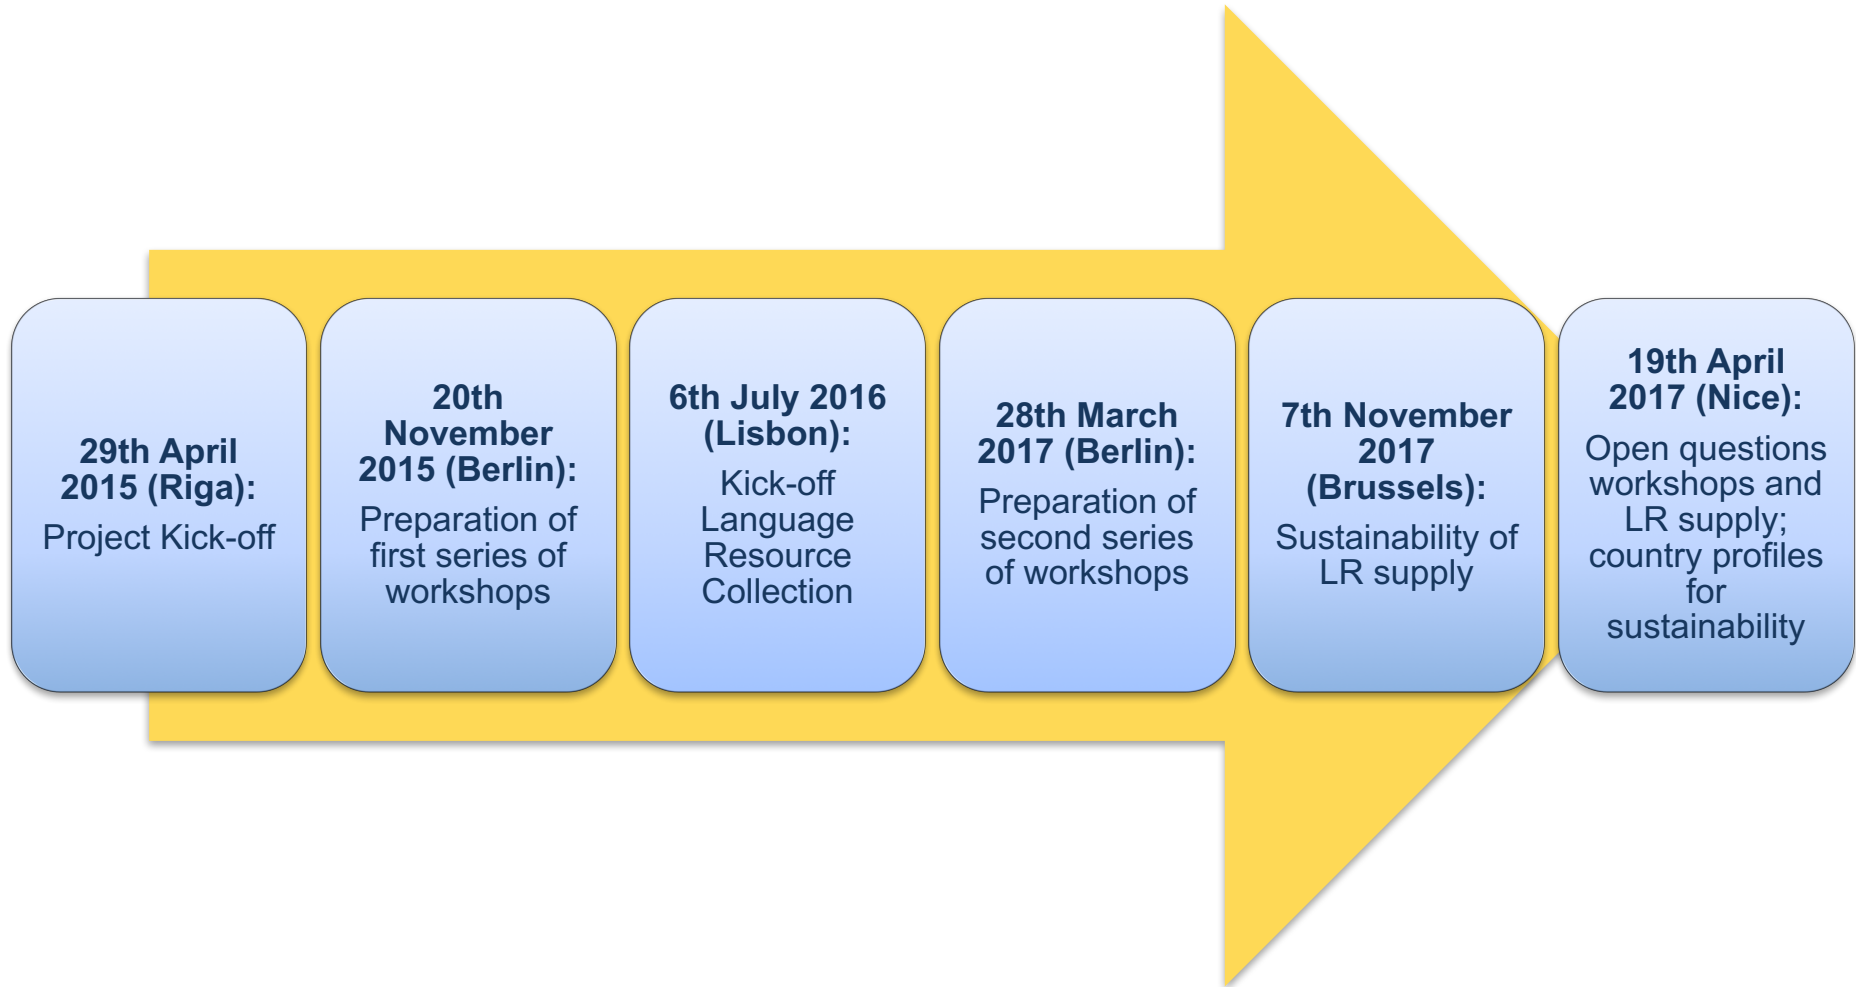 29th April
2015 (Riga):
Project Kick-off
20th
November
2015 (Berlin):
Preparation of
first series of
workshops
6th July 2016
(Lisbon):
Kick-off
Language
Resource
Collection
28th March
2017 (Berlin):
Preparation of
second series
of workshops
7th November
2017
(Brussels):
Sustainability of
LR supply
19th April
2017 (Nice):
Open questions
workshops and
LR supply;
country profiles
for
sustainability